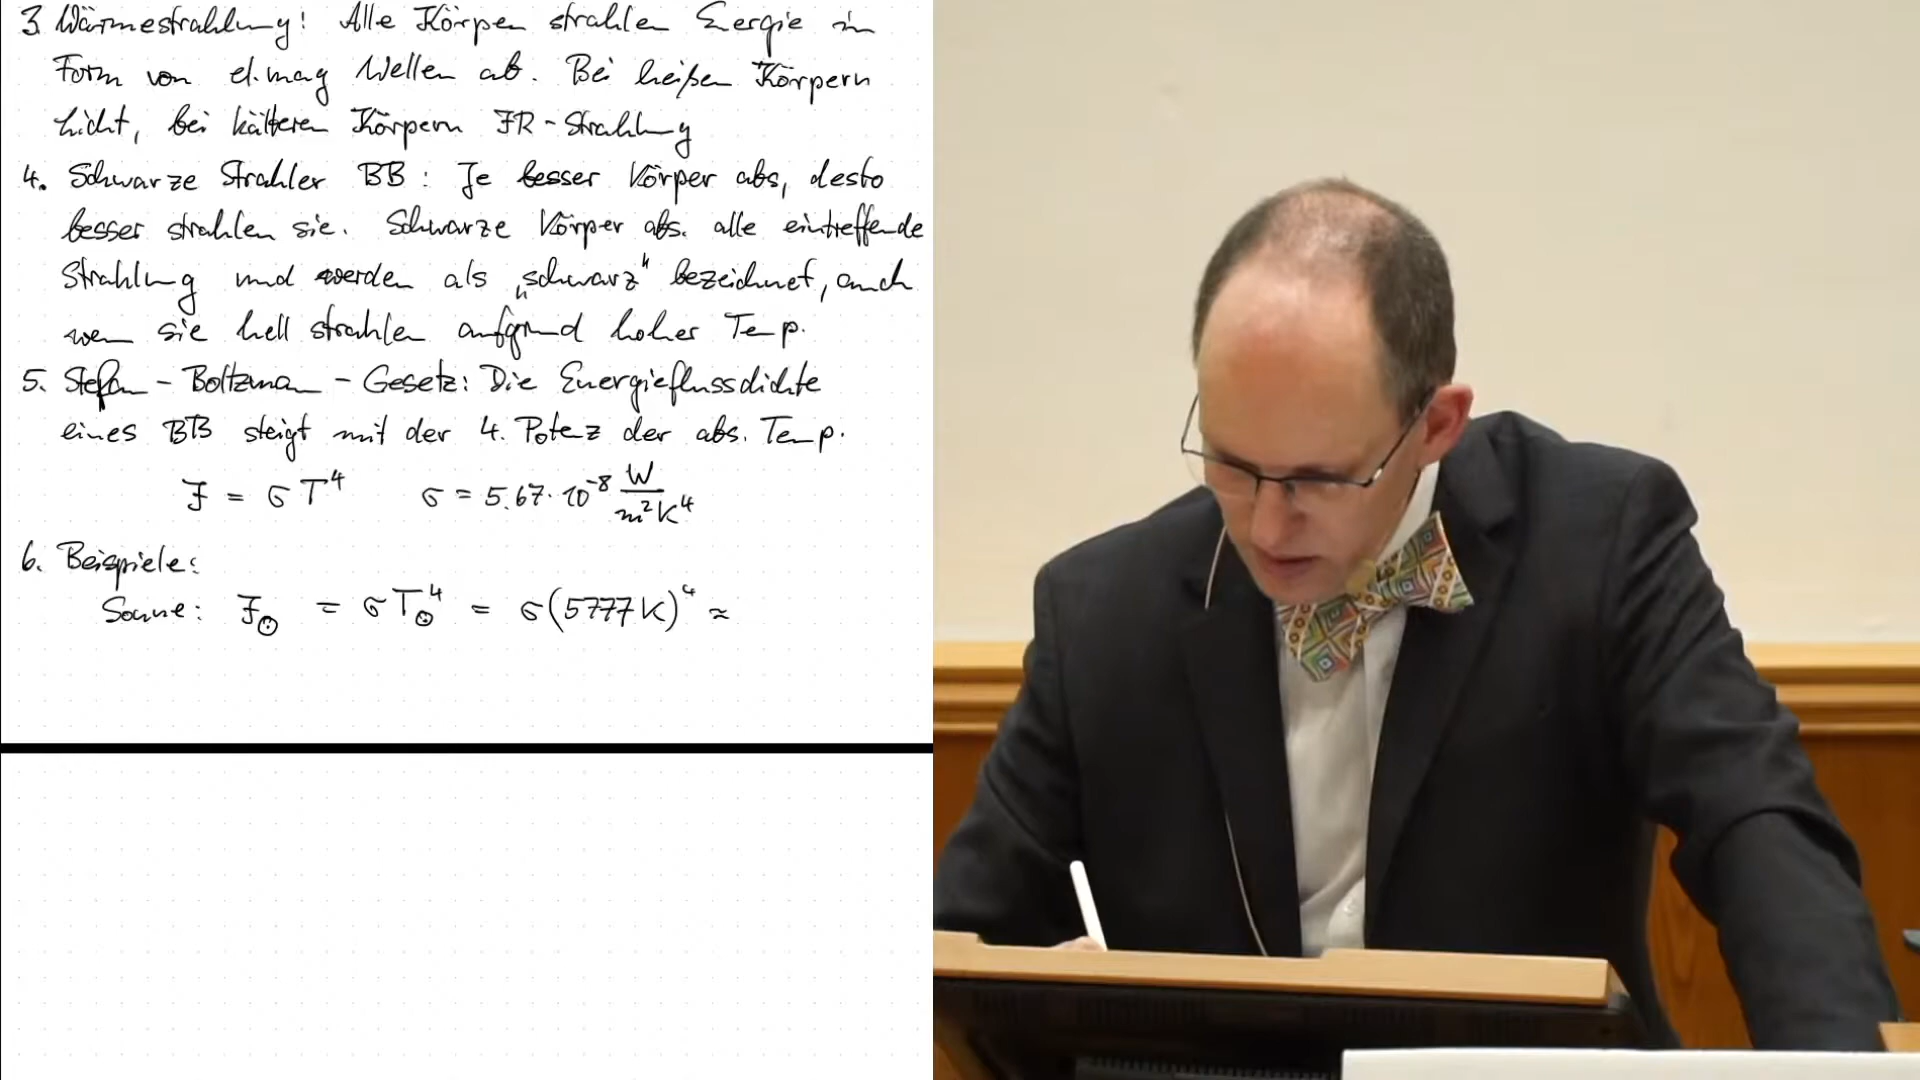 3. Wärmestrahlung: Alle Körper strahlen Energie in
Form von el.mag Wellen ab. Bei heißen Körpern
Licht, bei kälteren Körpern IR-Strahlung
4. Schwarze Strahler BB: Je besser Körper abs, desto
besser strahlen sie. Schwarze Körper abs. alle eintreffende
Strahlung und werden als „schwarz" bezeichnet, auch
wenn sie hell strahlen aufgrund hoher Temp.
5. Stefan-Boltzmann-Gesetz: Die Energieflussdichte
eines BB steigt mit der 4. Potenz der abs. Temp.
F = σT⁴ σ = 5.67·10⁻⁸ W/m²K⁴
6. Beispiele:
Sonne: F☉ = σT☉⁴ = σ(5777K)⁴ ≈